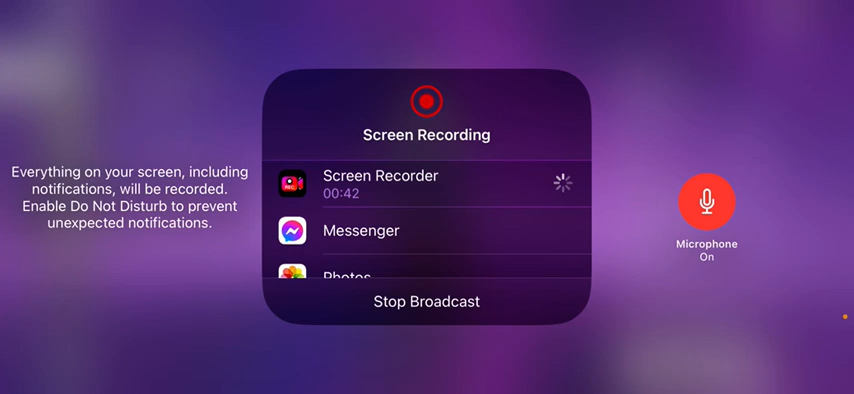 Screen Recording
Everything on your screen, including
notifications, will be recorded.
Enable Do Not Disturb to prevent
unexpected notifications.
REC
Screen Recorder
00:42
Messenger
Photos
Stop Broadcast
Microphone
On